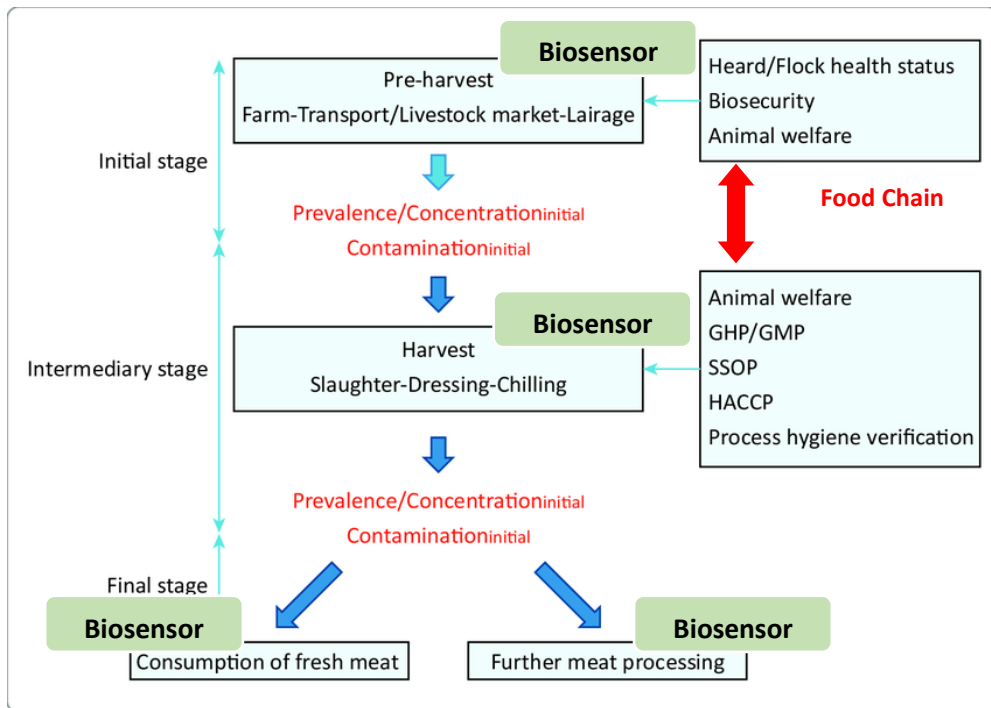 Biosensor
Pre-harvest
Farm-Transport/Livestock market-Lairage
Heard/Flock health status
Biosecurity
Animal welfare
Initial stage
Prevalence/Concentrationinitial
Contaminationinitial
Food Chain
Biosensor
Harvest
Slaughter-Dressing-Chilling
Animal welfare
GHP/GMP
SSOP
HACCP
Process hygiene verification
Intermediary stage
Prevalence/Concentrationinitial
Contaminationinitial
Final stage
Biosensor
Consumption of fresh meat
Biosensor
Further meat processing